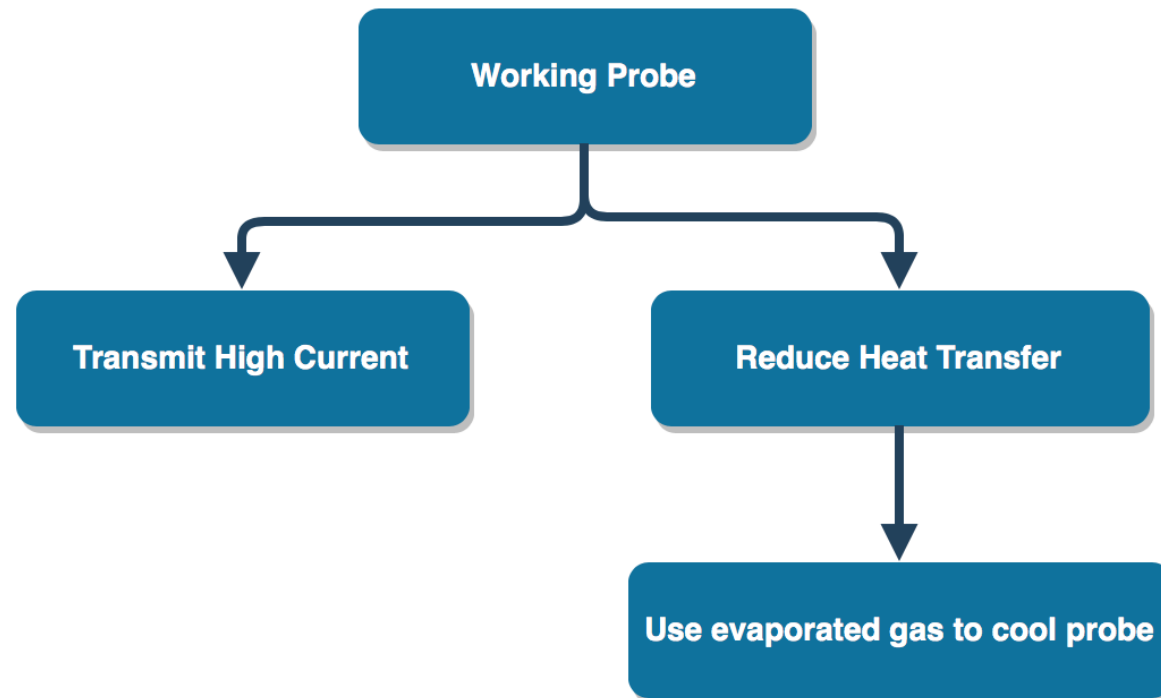 Working Probe
Transmit High Current
Reduce Heat Transfer
Use evaporated gas to cool probe